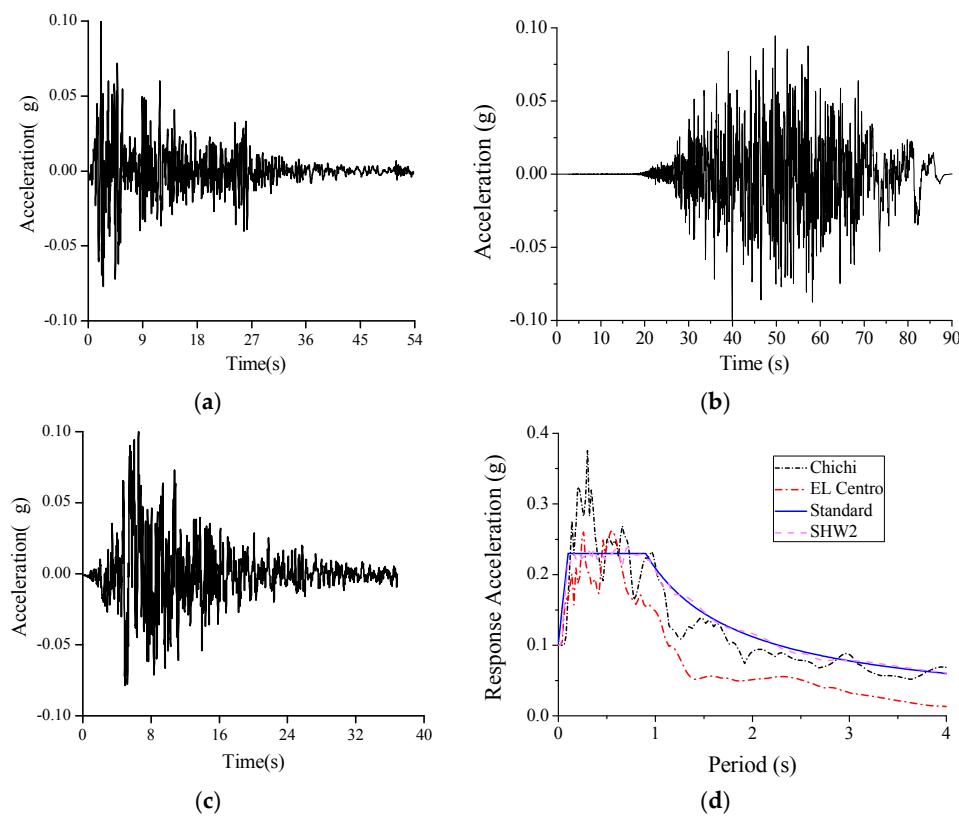 0.10
0.05
0.00
-0.05
-0.10
Acceleration( g)
0 9 18 27 36 45 54
Time(s)
(a)
0.10
0.05
0.00
-0.05
-0.10
Acceleration (g)
0 10 20 30 40 50 60 70 80 90
Time (s)
(b)
0.10
0.05
0.00
-0.05
-0.10
Acceleration( g)
0 8 16 24 32 40
Time(s)
(c)
0.4
0.3
0.2
0.1
0.0
Response Acceleration (g)
Chichi
EL Centro
Standard
SHW2
0 1 2 3 4
Period (s)
(d)